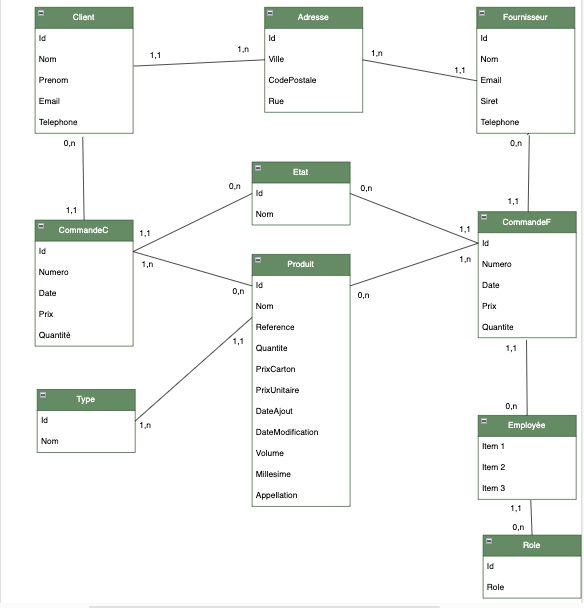 Client
Id
Nom
Prenom
Email
Telephone
1,1
1,n
Adresse
Id
Ville
CodePostale
Rue
1,n
1,1
Fournisseur
Id
Nom
Email
Siret
Telephone
0,n
1,1
0,n
1,1
Etat
Id
Nom
0,n
0,n
1,1
1,1
CommandeC
Id
Numero
Date
Prix
Quantité
1,n
0,n
Produit
Id
Nom
Reference
Quantite
PrixCarton
PrixUnitaire
DateAjout
DateModification
Volume
Millesime
Appellation
1,n
0,n
CommandeF
Id
Numero
Date
Prix
Quantite
1,1
1,n
Type
Id
Nom
1,1
0,n
Employée
Item 1
Item 2
Item 3
1,1
0,n
Role
Id
Role